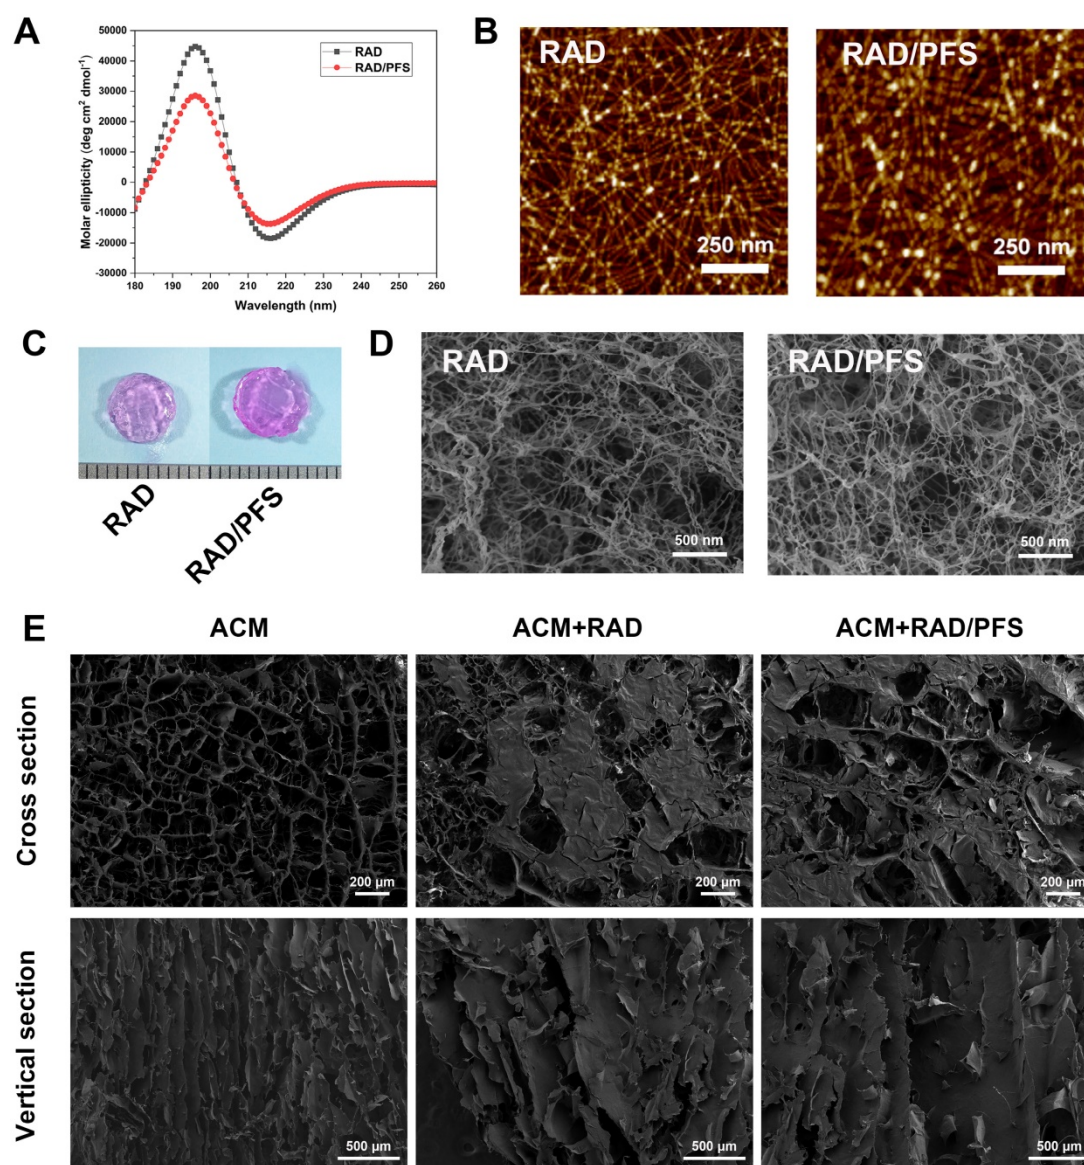 A
50000
40000
30000
20000
10000
0
-10000
-20000
-30000
Molar ellipticity (deg cm² dmol⁻¹)
RAD
RAD/PFS
180 190 200 210 220 230 240 250 260
Wavelength (nm)
B
RAD
250 nm
RAD/PFS
250 nm
C
RAD
RAD/PFS
D
RAD
500 nm
RAD/PFS
500 nm
E
ACM
ACM+RAD
ACM+RAD/PFS
Cross section
200 µm
200 µm
200 µm
Vertical section
500 µm
500 µm
500 µm